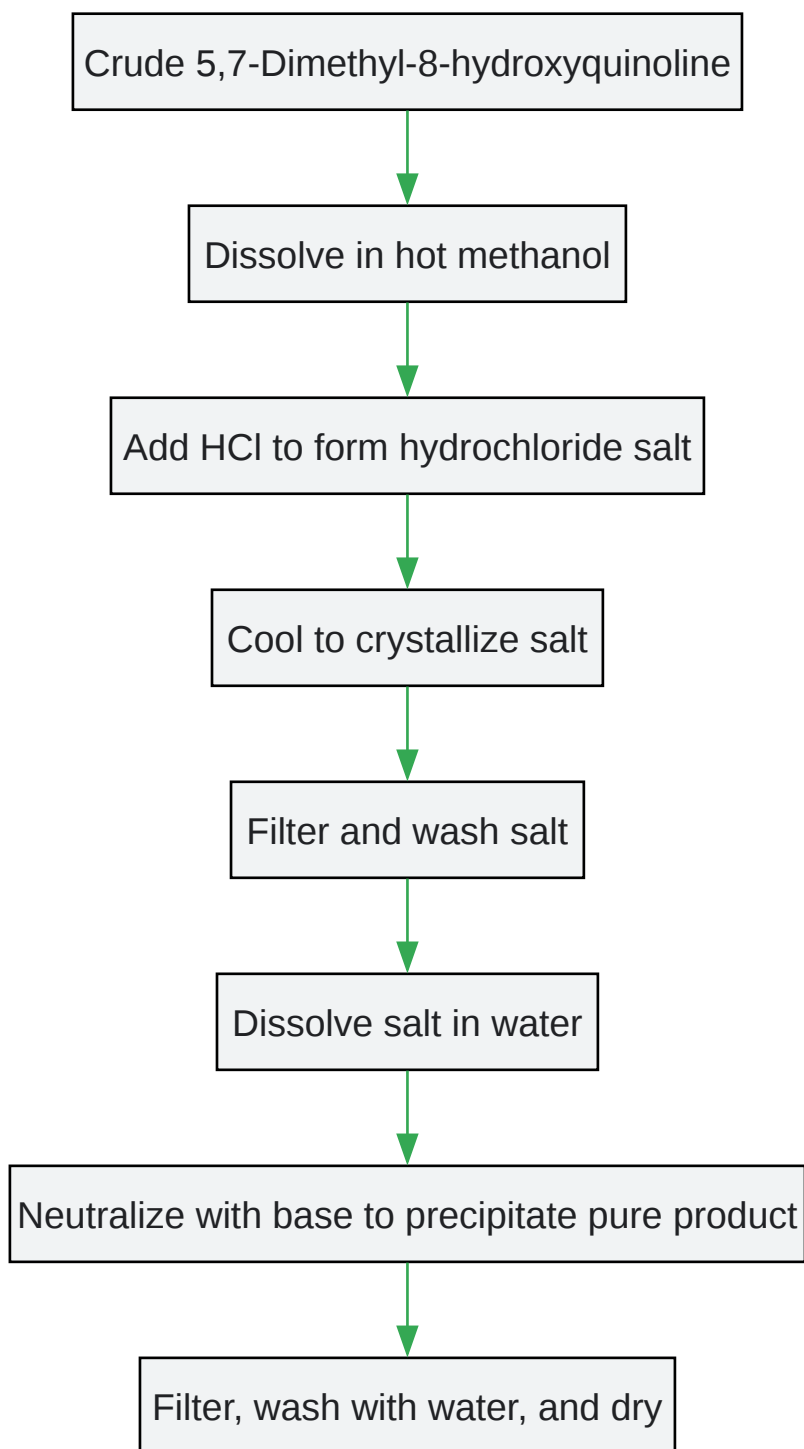 Crude 5,7-Dimethyl-8-hydroxyquinoline
Dissolve in hot methanol
Add HCl to form hydrochloride salt
Cool to crystallize salt
Filter and wash salt
Dissolve salt in water
Neutralize with base to precipitate pure product
Filter, wash with water, and dry